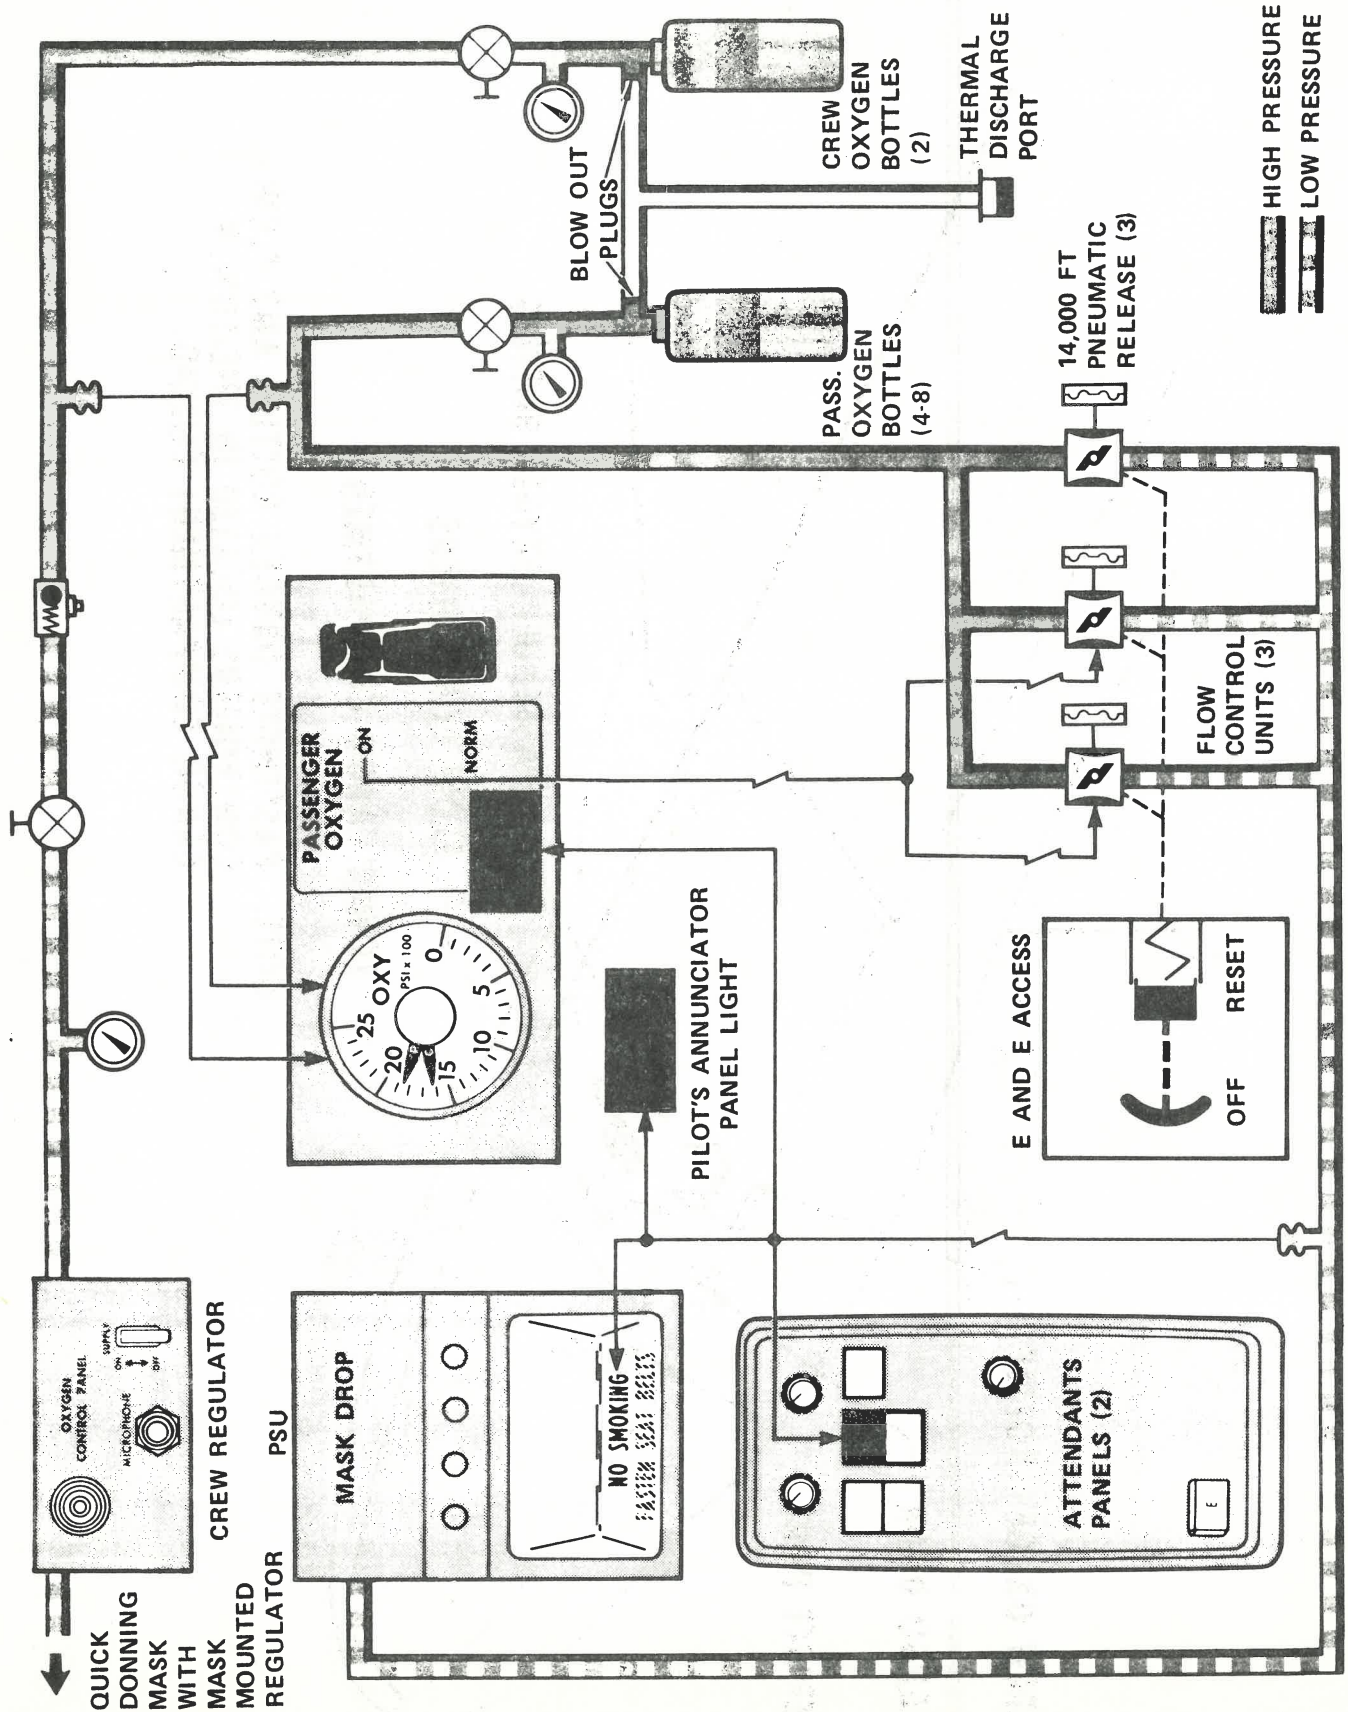 QUICK
DONNING
MASK
WITH
MASK
MOUNTED
REGULATOR
OXYGEN
CONTROL PANEL
MICROPHONE
SUPPLY
ON
OFF
CREW REGULATOR
PSU
MASK DROP
NO SMOKING
FASTEN SEAT BELTS
ATTENDANTS
PANELS (2)
E
PILOT'S ANNUNCIATOR
PANEL LIGHT
OXY
PSI x 100
0
5
10
15
20
25
PASSENGER
OXYGEN
ON
NORM
E AND E ACCESS
OFF
RESET
FLOW
CONTROL
UNITS (3)
14,000 FT
PNEUMATIC
RELEASE (3)
BLOW OUT
PLUGS
PASS.
OXYGEN
BOTTLES
(4-8)
CREW
OXYGEN
BOTTLES
(2)
THERMAL
DISCHARGE
PORT
HIGH PRESSURE
LOW PRESSURE